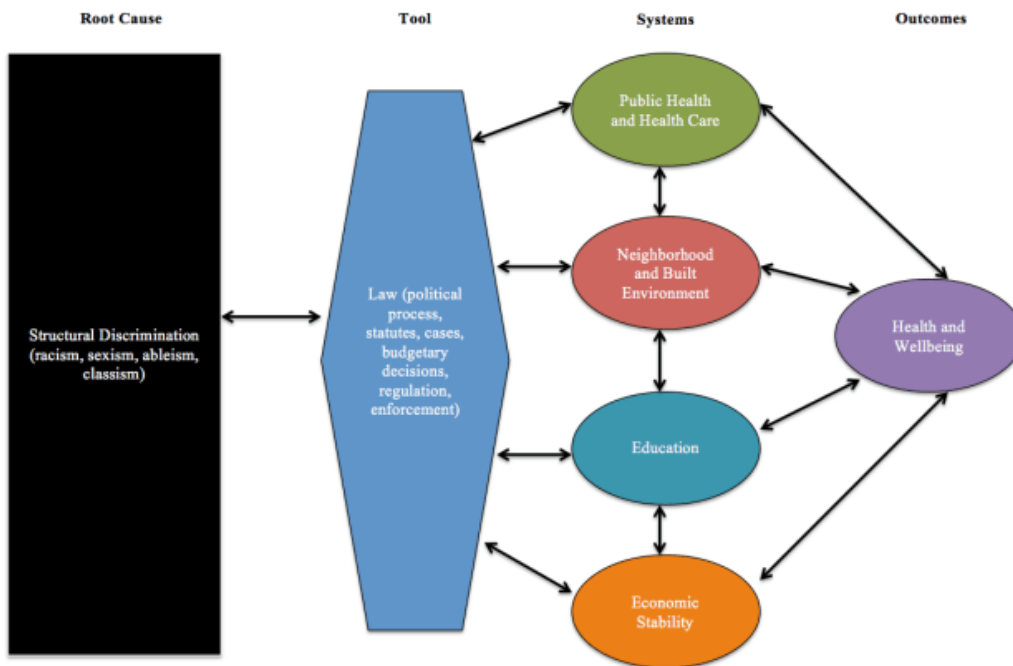 Root Cause
Tool
Systems
Outcomes
Structural Discrimination
(racism, sexism, ableism,
classism)
Law (political
process,
statutes, cases,
budgetary
decisions,
regulation,
enforcement)
Public Health
and Health Care
Neighborhood
and Built
Environment
Education
Economic
Stability
Health and
Wellbeing